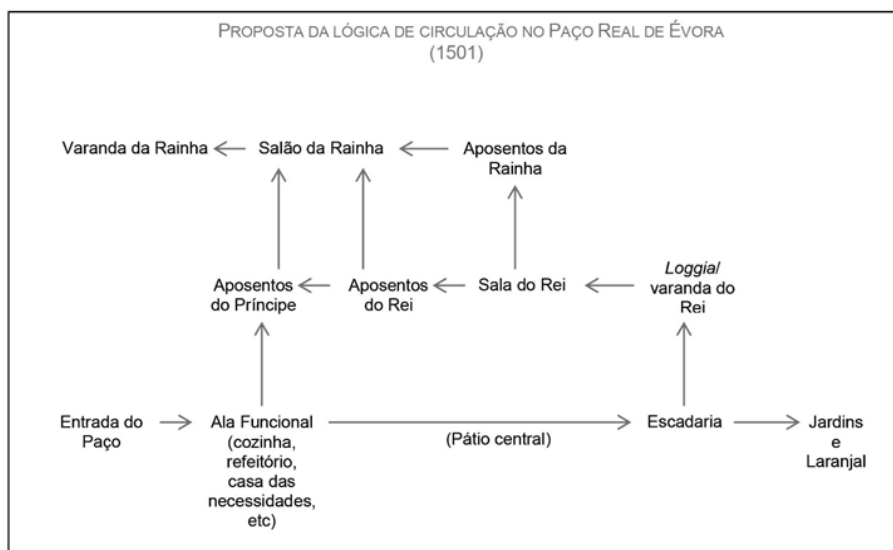 PROPOSTA DA LÓGICA DE CIRCULAÇÃO NO PAÇO REAL DE ÉVORA
(1501)
Varanda da Rainha
Salão da Rainha
Aposentos da
Rainha
Aposentos
do Príncipe
Aposentos
do Rei
Sala do Rei
Loggia/
varanda do
Rei
Entrada do
Paço
Ala Funcional
(cozinha,
refeitório,
casa das
necessidades,
etc)
(Pátio central)
Escadaria
Jardins
e
Laranjal